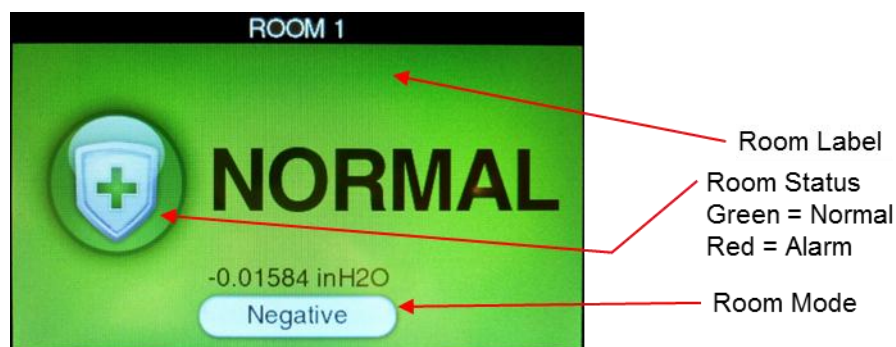 ROOM 1
NORMAL
-0.01584 inH2O
Negative
Room Label
Room Status
Green = Normal
Red = Alarm
Room Mode